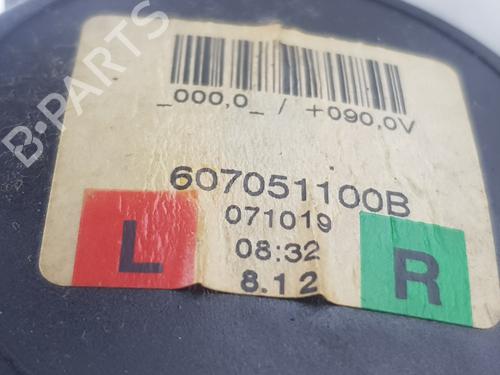 B-PARTS
_000,0_ / +090,0V
607051100B
071019
L
08:32
R
8.12